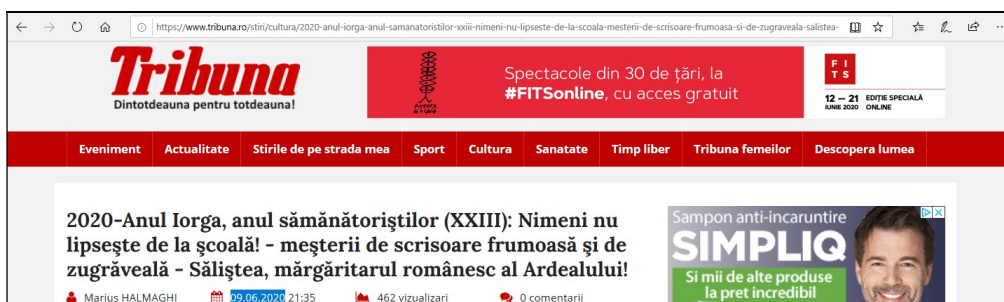 https://www.tribuna.ro/stiri/cultura/2020-anul-iorga-anul-samanatoristilor-xxiii-nimeni-nu-lipseste-de-la-scoala-mesterii-de-scrisoare-frumoasa-si-de-zugraveala-salistea-
Tribuna
Dintotdeauna pentru totdeauna!
Spectacole din 30 de țări, la
#FITSonline, cu acces gratuit
FI
TS
12 — 21 EDIȚIE SPECIALĂ
IUNIE 2020 ONLINE
Eveniment Actualitate Stirile de pe strada mea Sport Cultura Sanatate Timp liber Tribuna femeilor Descopera lumea
2020-Anul Iorga, anul sămănătoriştilor (XXIII): Nimeni nu
lipseşte de la şcoală! - meşterii de scrisoare frumoasă şi de
zugrăveală - Săliştea, mărgăritarul românesc al Ardealului!
Marius HALMAGHI 09.06.2020 21:35 462 vizualizari 0 comentarii
Sampon anti-incaruntire
SIMPLIQ
Si mii de alte produse
la pret incredibil